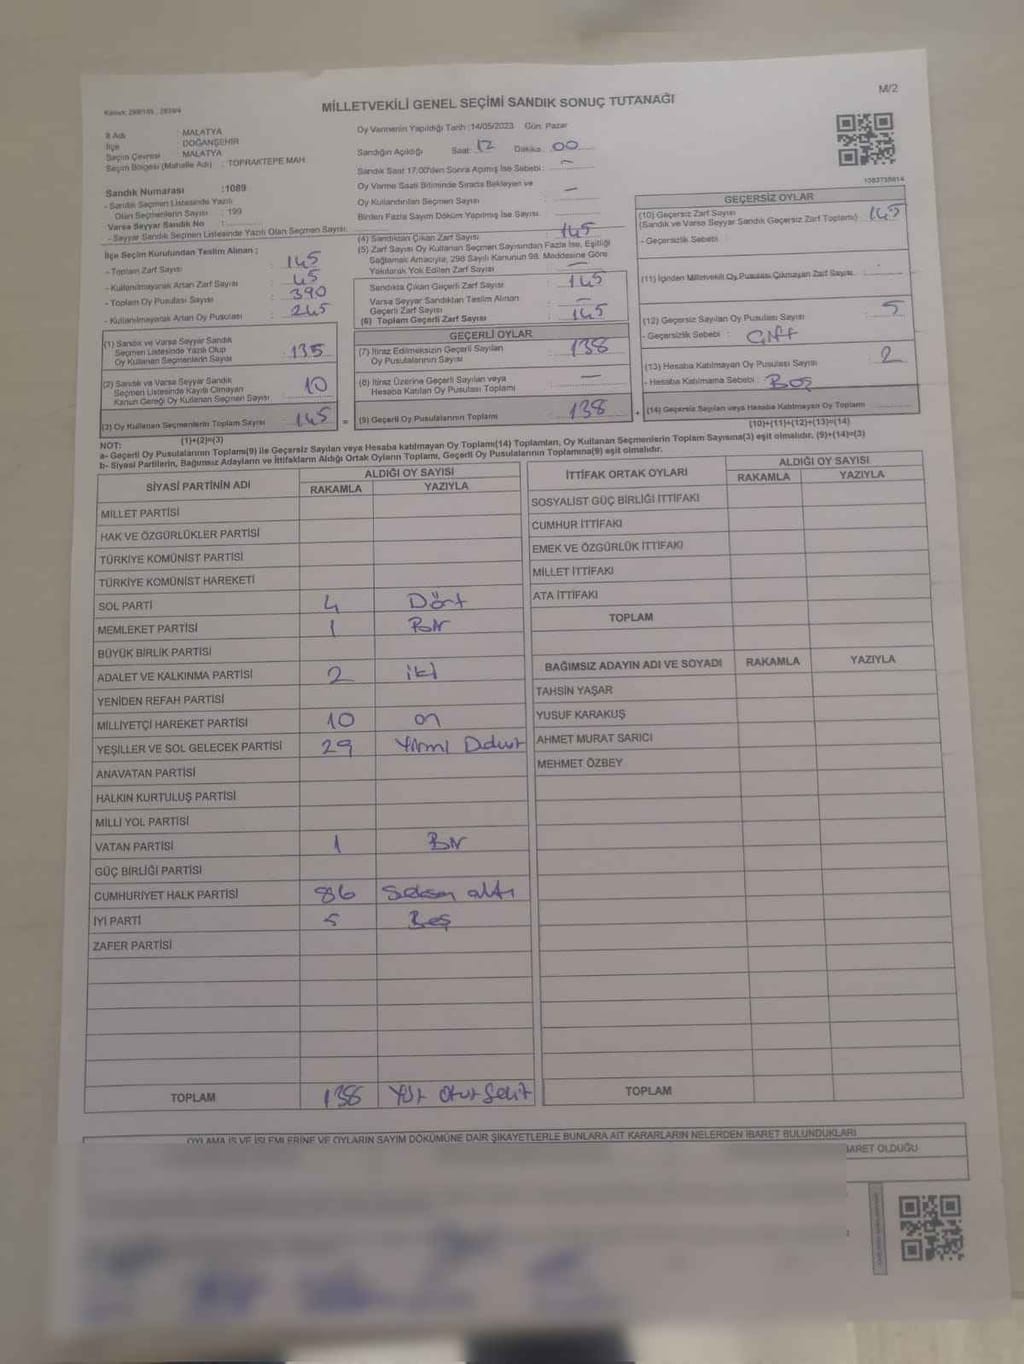 MİLLETVEKİLİ GENEL SEÇİMİ SANDIK SONUÇ TUTANAĞI
M/2
İl Adı MALATYA
İlçe DOĞANŞEHİR
Seçim Çevresi : MALATYA
Seçim Bölgesi (Mahalle Adı) : TOPRAKTEPE MAH.
Sandık Numarası :1089
- Sandık Seçmen Listesinde Yazılı
Olan Seçmenlerin Sayısı : 199
Varsa Seyyar Sandık No :
- Seyyar Sandık Seçmen Listesinde Yazılı Olan Seçmen Sayısı:
Oy Vermenin Yapıldığı Tarih :14/05/2023 Gün: Pazar
Sandığın Açıldığı Saat: 12 Dakika: 00
Sandık Saat 17:00'den Sonra Açılmış İse Sebebi : –
Oy Verme Saati Bitiminde Sırada Bekleyen ve
Oy Kullandırılan Seçmen Sayısı : –
Birden Fazla Sayım Döküm Yapılmış İse Sayısı :
İlçe Seçim Kurulundan Teslim Alınan ;
- Toplam Zarf Sayısı : 145
- Kullanılmayarak Artan Zarf Sayısı : 45
- Toplam Oy Pusulası Sayısı : 390
- Kullanılmayarak Artan Oy Pusulası : 245
(1) Sandık ve Varsa Seyyar Sandık
Seçmen Listesinde Yazılı Olup
Oy Kullanan Seçmenlerin Sayısı : 135
(2) Sandık ve Varsa Seyyar Sandık
Seçmen Listesinde Kayıtlı Olmayan
Kanun Gereği Oy Kullanan Seçmen Sayısı : 10
(3) Oy Kullanan Seçmenlerin Toplam Sayısı : 145
(1)+(2)=(3)
(4) Sandıktan Çıkan Zarf Sayısı : 145
(5) Zarf Sayısı Oy Kullanan Seçmen Sayısından Fazla İse, Eşitliği
Sağlamak Amacıyla, 298 Sayılı Kanunun 98. Maddesine Göre
Yakılarak Yok Edilen Zarf Sayısı : –
Sandıkta Çıkan Geçerli Zarf Sayısı : 145
Varsa Seyyar Sandıktan Teslim Alınan
Geçerli Zarf Sayısı : –
(6) Toplam Geçerli Zarf Sayısı : 145
GEÇERLİ OYLAR
(7) İtiraz Edilmeksizin Geçerli Sayılan
Oy Pusulalarının Sayısı : 138
(8) İtiraz Üzerine Geçerli Sayılan veya
Hesaba Katılan Oy Pusulası Toplamı : –
= (9) Geçerli Oy Pusulalarının Toplamı : 138
GEÇERSİZ OYLAR
(10) Geçersiz Zarf Sayısı
(Sandık ve Varsa Seyyar Sandık Geçersiz Zarf Toplamı) : 145
- Geçersizlik Sebebi :
(11) İçinden Milletvekili Oy Pusulası Çıkmayan Zarf Sayısı
(12) Geçersiz Sayılan Oy Pusulası Sayısı : 5
- Geçersizlik Sebebi :
(13) Hesaba Katılmayan Oy Pusulası Sayısı : 2
- Hesaba Katılmama Sebebi : Boş
+ (14) Geçersiz Sayılan veya Hesaba Katılmayan Oy Toplamı :
(10)+(11)+(12)+(13)=(14)
NOT:
a- Geçerli Oy Pusulalarının Toplamı(9) ile Geçersiz Sayılan veya Hesaba katılmayan Oy Toplamı(14) Toplamları, Oy Kullanan Seçmenlerin Toplam Sayısına(3) eşit olmalıdır. (9)+(14)=(3)
b- Siyasi Partilerin, Bağımsız Adayların ve İttifakların Aldığı Ortak Oyların Toplamı, Geçerli Oy Pusulalarının Toplamına(9) eşit olmalıdır.
SİYASİ PARTİNİN ADI ALDIĞI OY SAYISI
RAKAMLA YAZIYLA
MİLLET PARTİSİ
HAK VE ÖZGÜRLÜKLER PARTİSİ
TÜRKİYE KOMÜNİST PARTİSİ
TÜRKİYE KOMÜNİST HAREKETİ
SOL PARTİ 4 Dört
MEMLEKET PARTİSİ 1 Bir
BÜYÜK BİRLİK PARTİSİ
ADALET VE KALKINMA PARTİSİ 2 iki
YENİDEN REFAH PARTİSİ
MİLLİYETÇİ HAREKET PARTİSİ 10 on
YEŞİLLER VE SOL GELECEK PARTİSİ 29 Yirmi
ANAVATAN PARTİSİ
HALKIN KURTULUŞ PARTİSİ
MİLLİ YOL PARTİSİ
VATAN PARTİSİ 1 Bir
GÜÇ BİRLİĞİ PARTİSİ
CUMHURİYET HALK PARTİSİ 86 Seksen altı
İYİ PARTİ 5 Beş
ZAFER PARTİSİ
TOPLAM 138 Yüz Otuz Sekiz
İTTİFAK ORTAK OYLARI ALDIĞI OY SAYISI
RAKAMLA YAZIYLA
SOSYALİST GÜÇ BİRLİĞİ İTTİFAKI
CUMHUR İTTİFAKI
EMEK VE ÖZGÜRLÜK İTTİFAKI
MİLLET İTTİFAKI
ATA İTTİFAKI
TOPLAM
BAĞIMSIZ ADAYIN ADI VE SOYADI RAKAMLA YAZIYLA
TAHSİN YAŞAR
YUSUF KARAKUŞ
AHMET MURAT SARICI
MEHMET ÖZBEY
TOPLAM
OYLAMA İŞ VE İŞLEMLERİNE VE OYLARIN SAYIM DÖKÜMÜNE DAİR ŞİKAYETLERLE BUNLARA AİT KARARLARIN NELERDEN İBARET BULUNDUKLARI
İBARET OLDUĞU